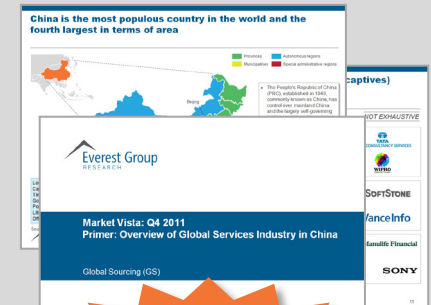 China is the most populous country in the world and the
fourth largest in terms of area
Provinces
Autonomous regions
Municipalities
Special administrative regions
Beijing
• The People's Republic of China
(PRC), established in 1949,
commonly known as China, has
control over mainland China
and the largely self-governing
captives)
NOT EXHAUSTIVE
TATA
CONSULTANCY SERVICES
WIPRO
SOFTSTONE
VanceInfo
Manulife Financial
SONY
Everest Group
RESEARCH
Market Vista: Q4 2011
Primer: Overview of Global Services Industry in China
Global Sourcing (GS)